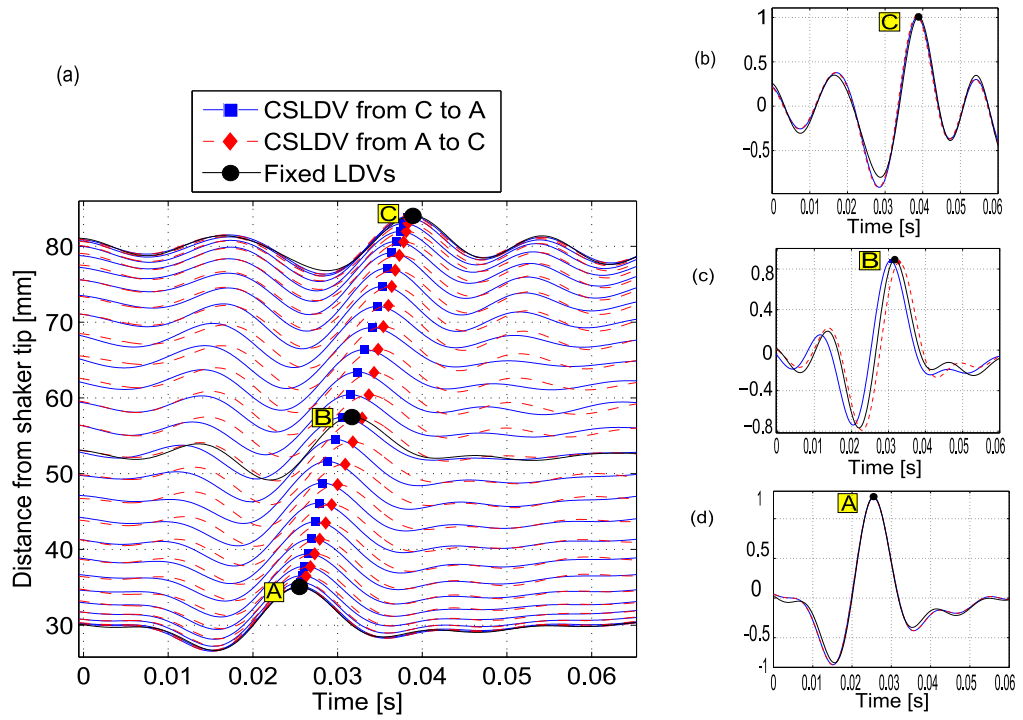 (a)
CSLDV from C to A
CSLDV from A to C
Fixed LDVs
Distance from shaker tip [mm]
80
70
60
50
40
30
C
B
A
0 0.01 0.02 0.03 0.04 0.05 0.06
Time [s]
(b)
C
1
0.5
0
−0.5
0 0.01 0.02 0.03 0.04 0.05 0.06
Time [s]
(c)
B
0.8
0.4
0
−0.4
−0.8
0 0.01 0.02 0.03 0.04 0.05 0.06
Time [s]
(d)
A
1
0.5
0
−0.5
-1
0 0.01 0.02 0.03 0.04 0.05 0.06
Time [s]